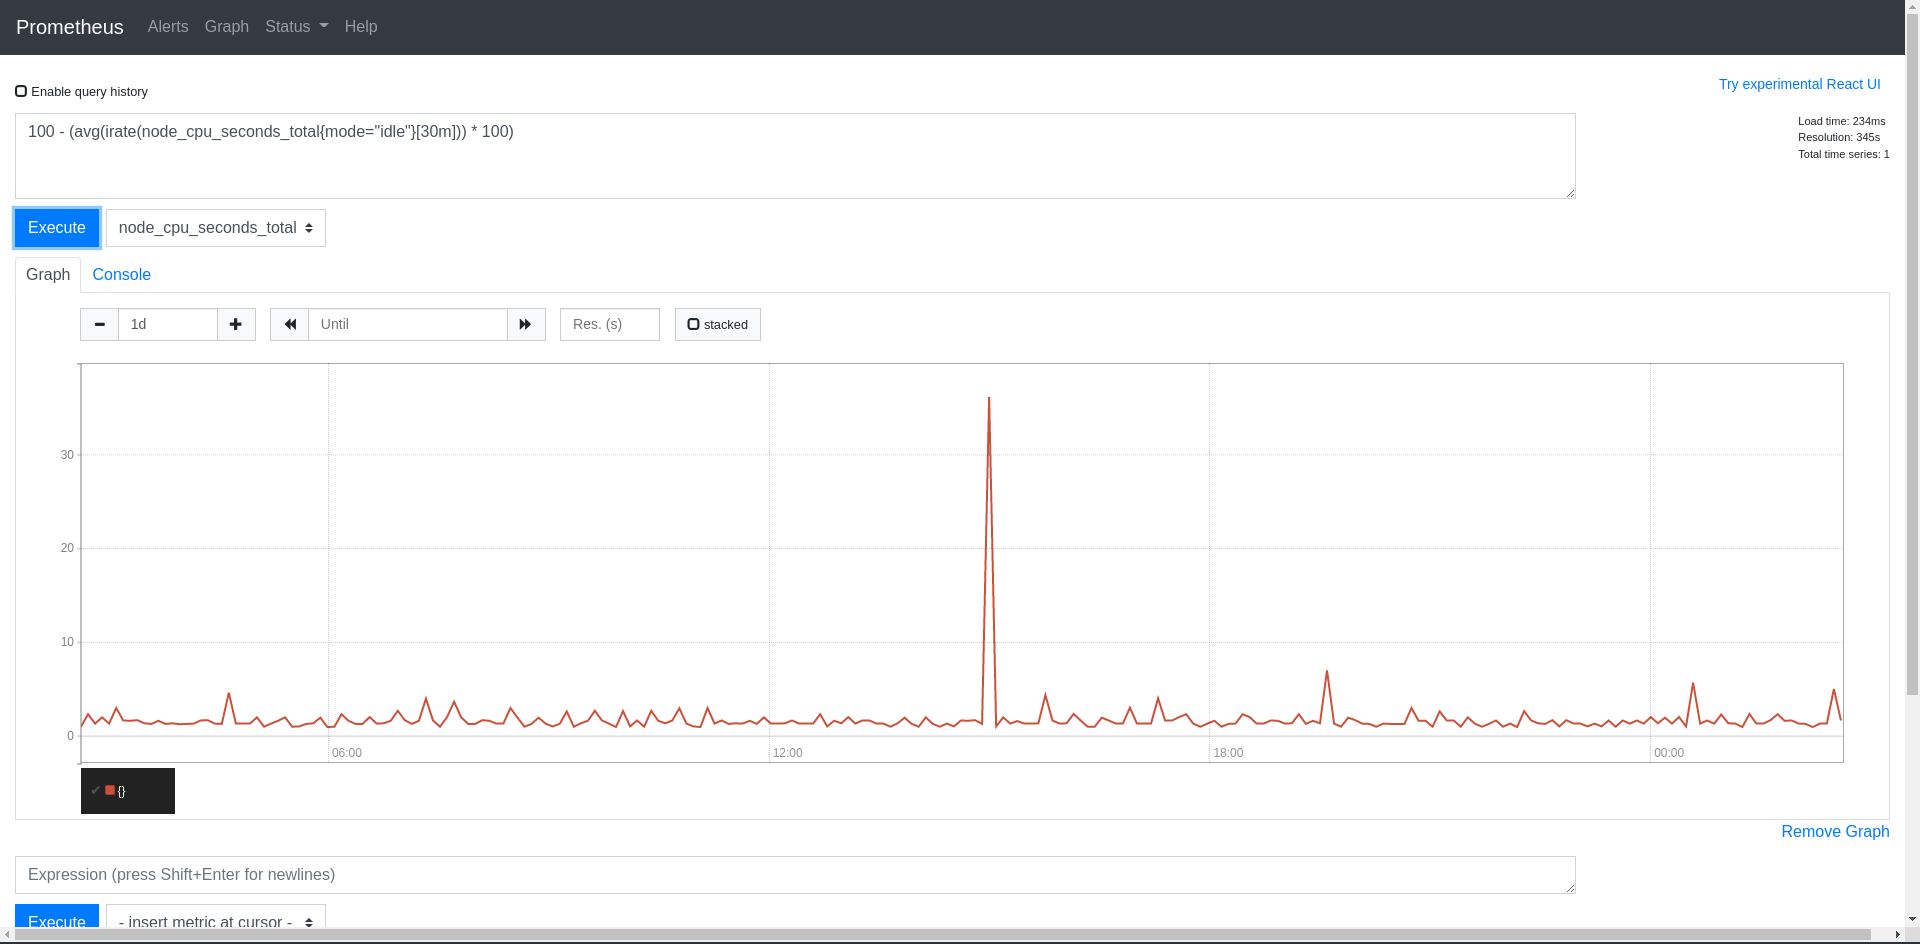 Prometheus Alerts Graph Status Help
Enable query history
Try experimental React UI
100 - (avg(irate(node_cpu_seconds_total{mode="idle"}[30m])) * 100)
Load time: 234ms
Resolution: 345s
Total time series: 1
Execute node_cpu_seconds_total
Graph Console
1d Until Res. (s) stacked
30
20
10
0
06:00 12:00 18:00 00:00
{}
Remove Graph
Expression (press Shift+Enter for newlines)
Execute - insert metric at cursor -